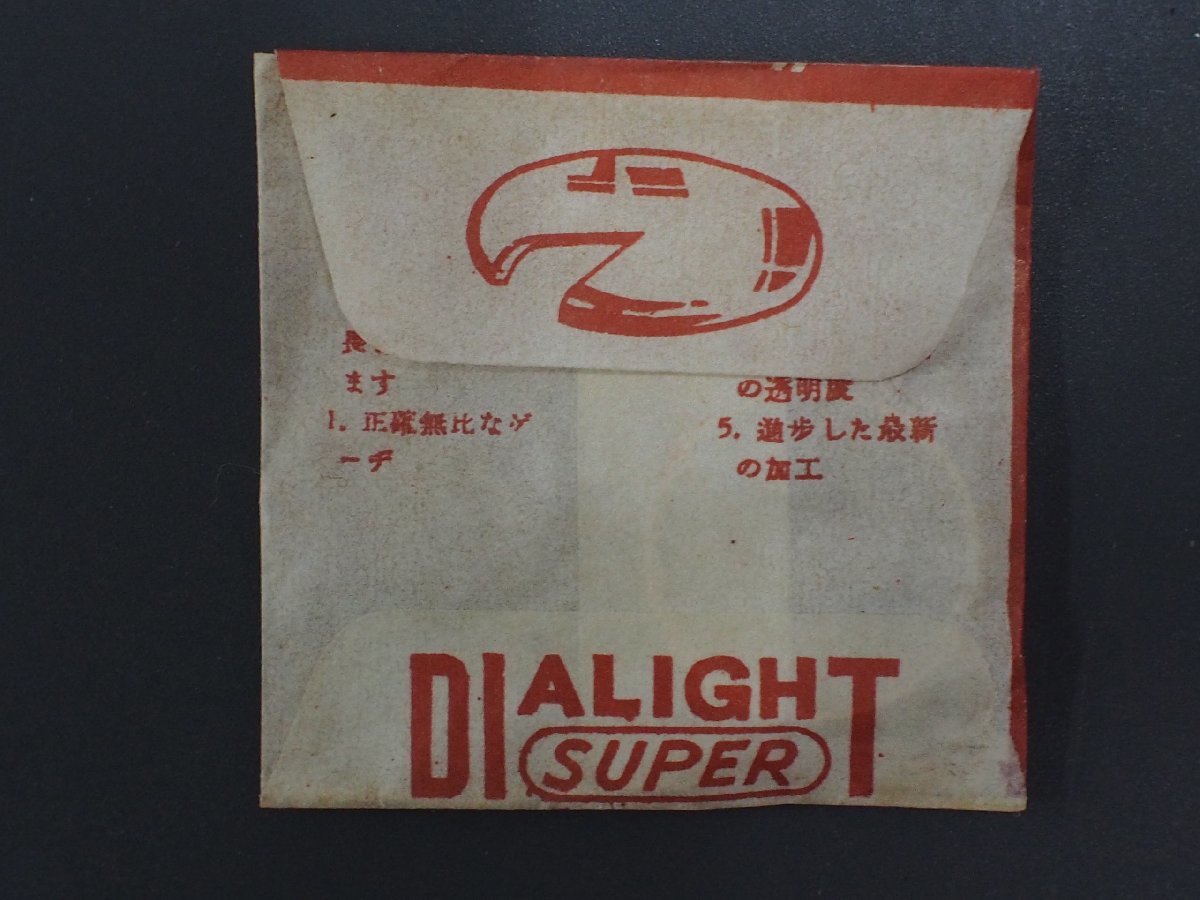 ます
1. 正確無比なゲ
ーヂ
の透明度
5. 進歩した最新
の加工
DIALIGHT
SUPER